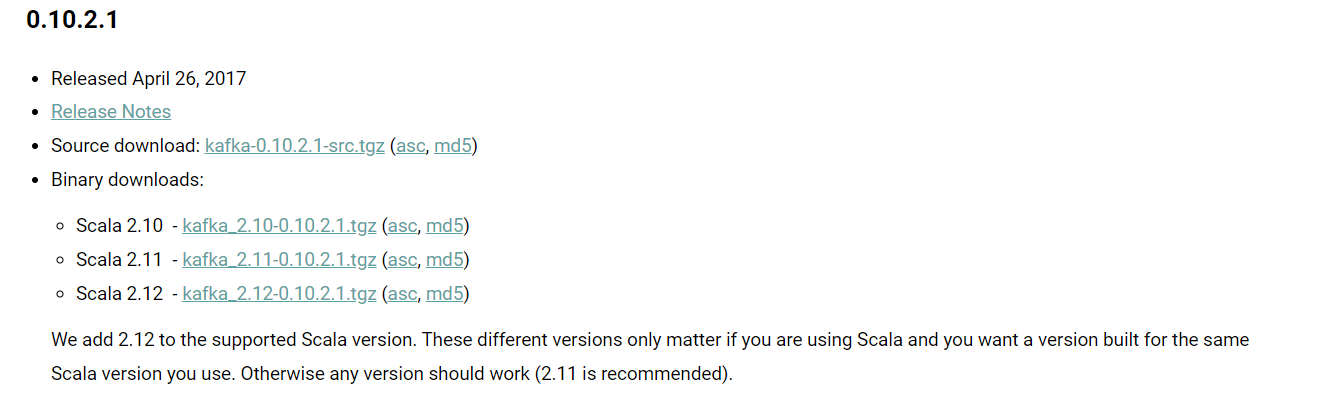 0.10.2.1
Released April 26, 2017
Release Notes
Source download: kafka-0.10.2.1-src.tgz (asc, md5)
Binary downloads:
Scala 2.10 - kafka_2.10-0.10.2.1.tgz (asc, md5)
Scala 2.11 - kafka_2.11-0.10.2.1.tgz (asc, md5)
Scala 2.12 - kafka_2.12-0.10.2.1.tgz (asc, md5)
We add 2.12 to the supported Scala version. These different versions only matter if you are using Scala and you want a version built for the same
Scala version you use. Otherwise any version should work (2.11 is recommended).